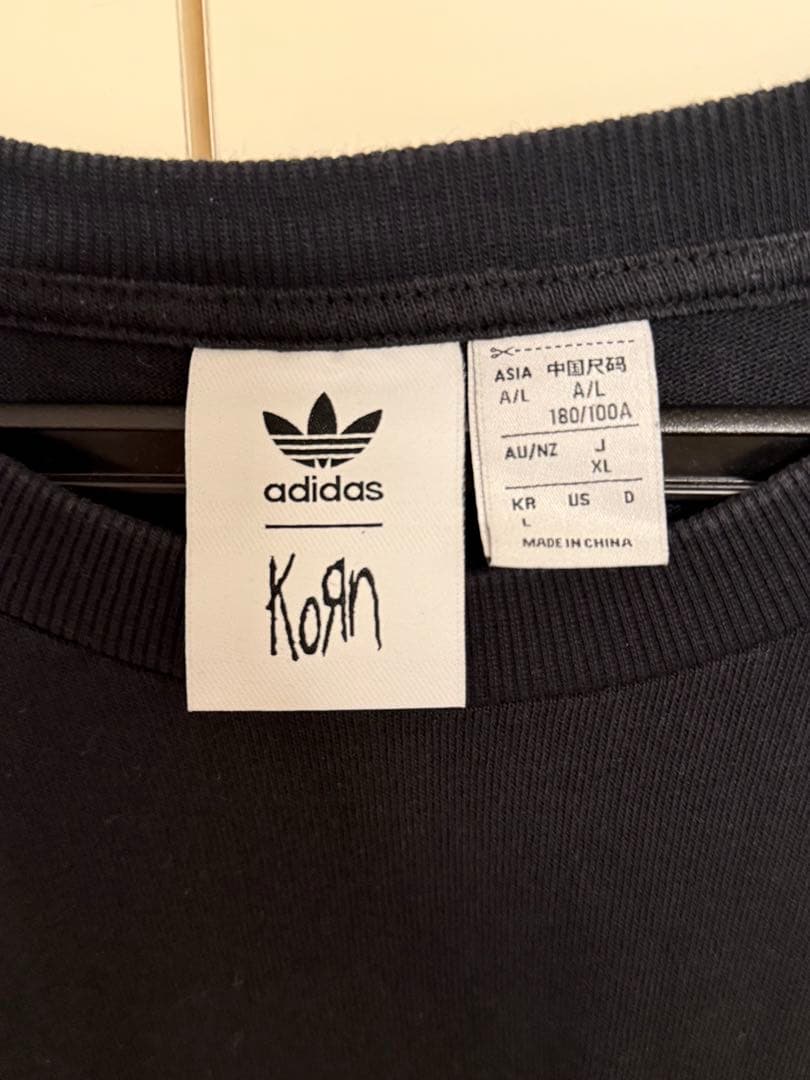 adidas
KoЯn
ASIA 中国尺码
A/L A/L
180/100A
AU/NZ J
XL
KR US D
L
MADE IN CHINA